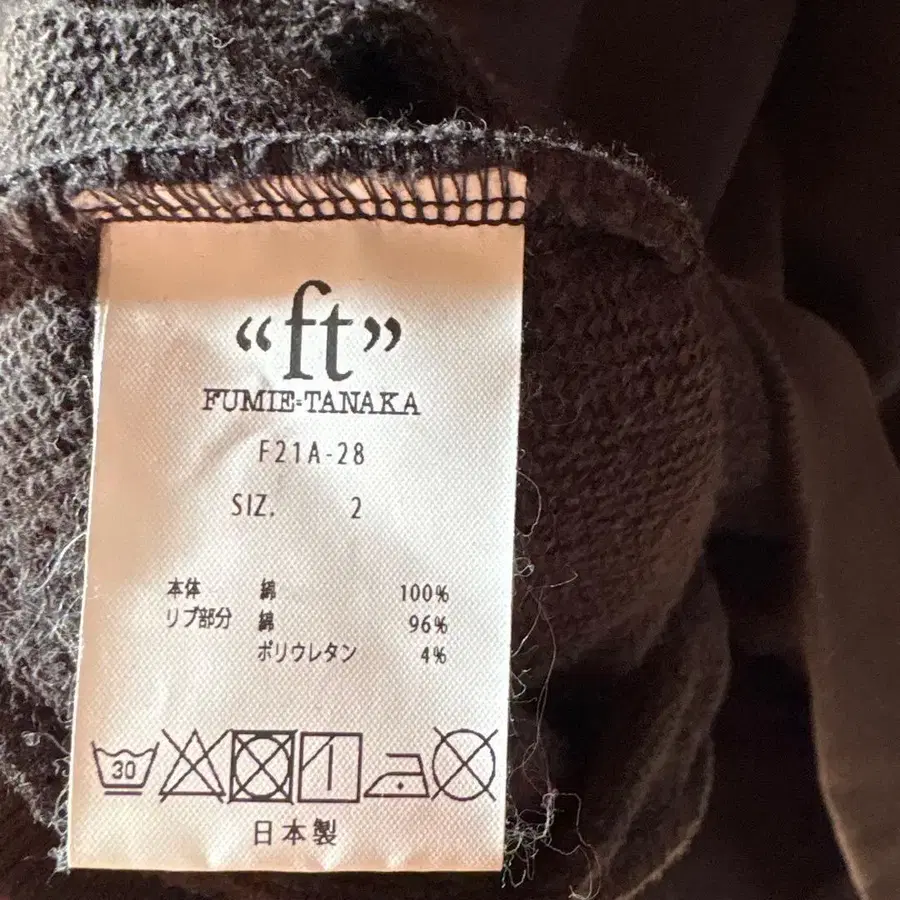 “ft”
FUMIE=TANAKA
F21A-28
SIZ. 2
本体 綿 100%
リブ部分 綿 96%
ポリウレタン 4%
30
日本製